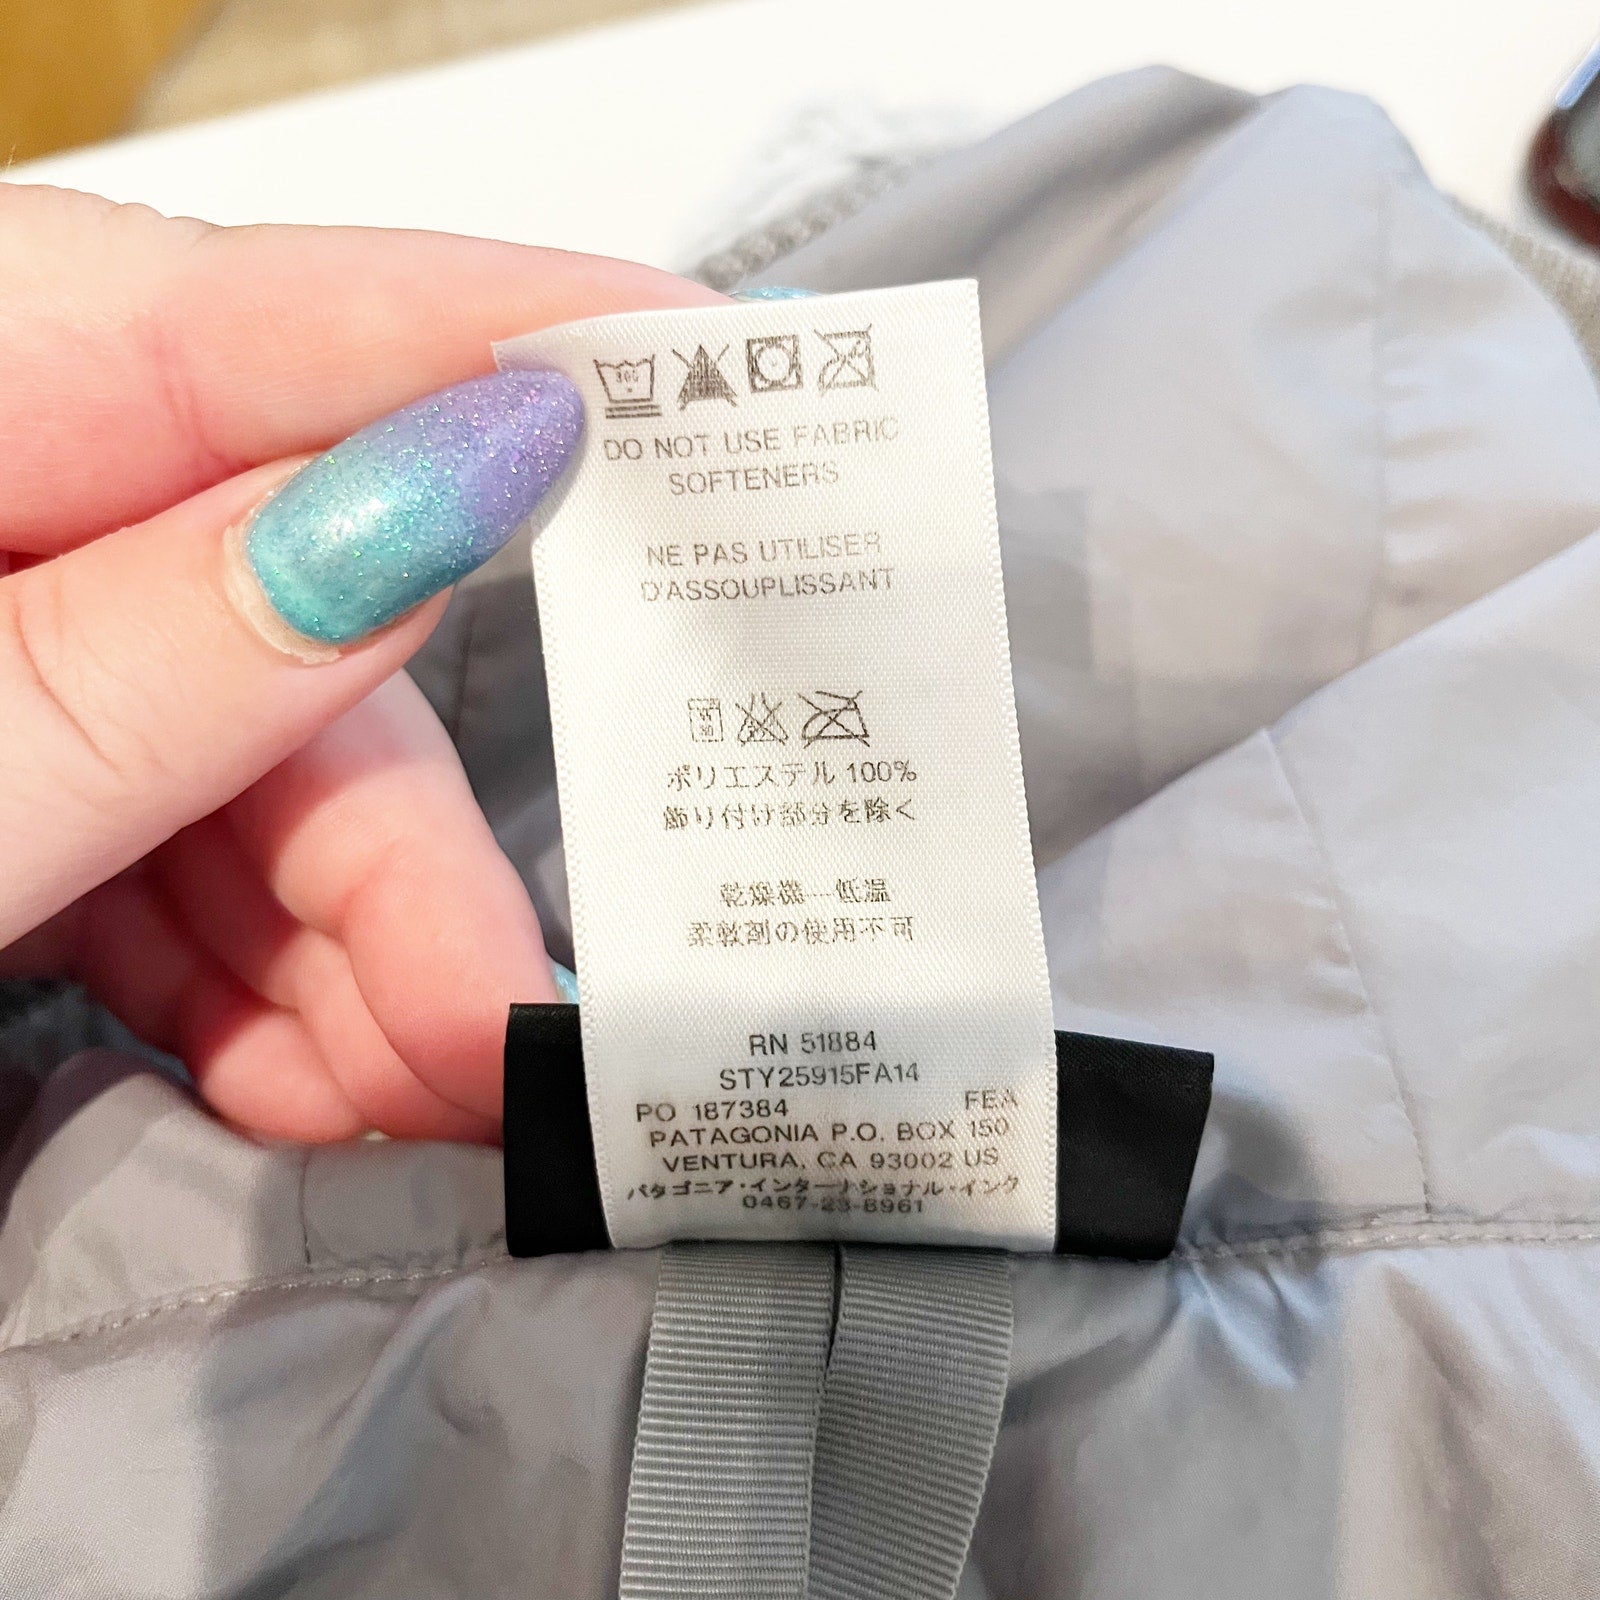 DO NOT USE FABRIC
SOFTENERS
NE PAS UTILISER
D'ASSOUPLISSANT
ポリエステル 100%
飾り付け部分を除く
乾燥機—低温
柔軟剤の使用不可
RN 51884
STY25915FA14
PO 187384 FEA
PATAGONIA P.O. BOX 150
VENTURA, CA 93002 US
パタゴニア・インターナショナル・インク
0467-23-8961